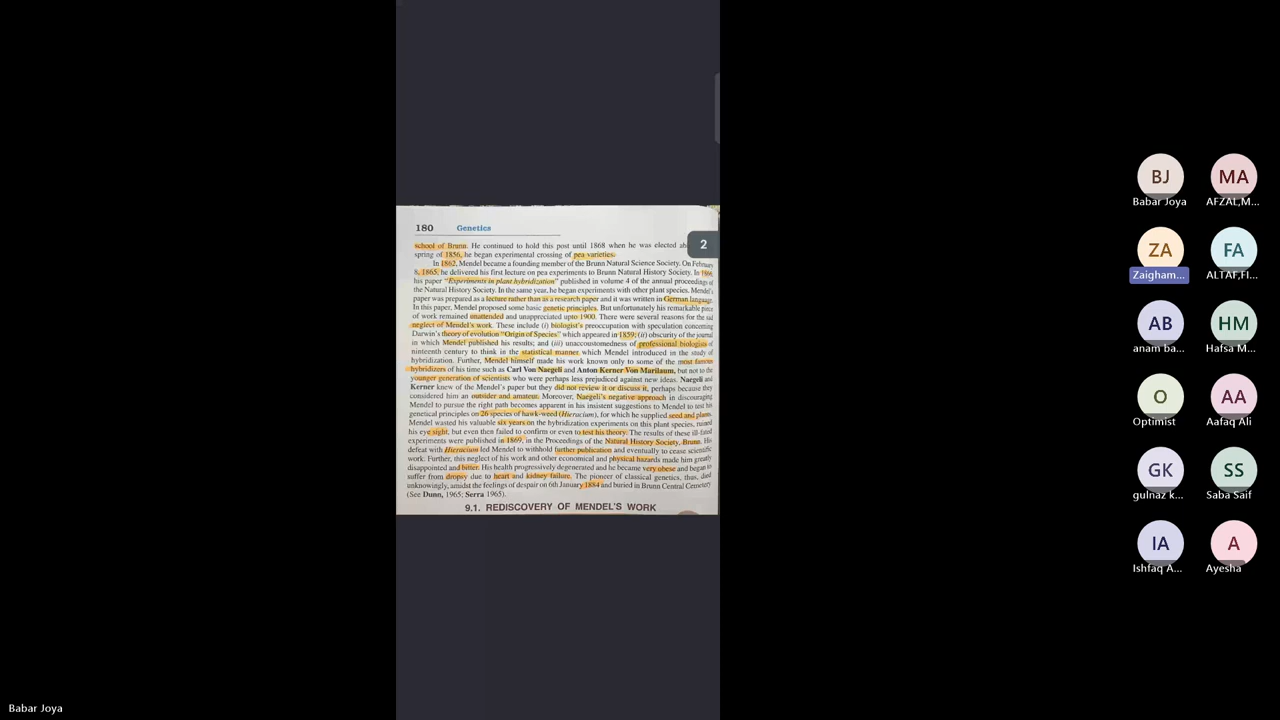 180 Genetics
school of Brunn. He continued to hold this post until 1868 when he was elected
spring of 1856, he began experimental crossing of pea varieties.
In 1862, Mendel became a founding member of the Brunn Natural Science Society. On February
8, 1865, he delivered his first lecture on pea experiments to Brunn Natural History Society. In 1866
his paper "Experiments in plant hybridization" published in volume 4 of the annual proceedings of
the Natural History Society. In the same year, he began experiments with other plant species. Mendel's
paper was prepared as a lecture rather than as a research paper and it was written in German language.
In this paper, Mendel proposed some basic genetic principles. But unfortunately his remarkable piece
of work remained unattended and unappreciated upto 1900. There were several reasons for the sad
neglect of Mendel's work. These include (i) biologist's preoccupation with speculation concerning
Darwin's theory of evolution "Origin of Species" which appeared in 1859; (ii) obscurity of the journal
in which Mendel published his results; and (iii) unaccustomedness of professional biologists of
nineteenth century to think in the statistical manner which Mendel introduced in the study of
hybridization. Further, Mendel himself made his work known only to some of the most famous
hybridizers of his time such as Carl Von Naegeli and Anton Kerner Von Marilaum, but not to the
younger generation of scientists who were perhaps less prejudiced against new ideas. Naegeli and
Kerner knew of the Mendel's paper but they did not review it or discuss it, perhaps because they
considered him an outsider and amateur. Moreover, Naegeli's negative approach in discouraging
Mendel to pursue the right path becomes apparent in his insistent suggestions to Mendel to test his
genetical principles on 26 species of hawk-weed (Hieracium), for which he supplied seed and plants.
Mendel wasted his valuable six years on the hybridization experiments on this plant species, ruined
his eye sight, but even then failed to confirm or even to test his theory. The results of these ill-fated
experiments were published in 1869, in the Proceedings of the Natural History Society, Brunn. His
defeat with Hieracium led Mendel to withhold further publication and eventually to cease scientific
work. Further, this neglect of his work and other economical and physical hazards made him greatly
disappointed and bitter. His health progressively degenerated and he became very obese and began to
suffer from dropsy due to heart and kidney failure. The pioneer of classical genetics, thus, died
unknowingly, amidst the feelings of despair on 6th January 1884 and buried in Brunn Central Cemetery
(See Dunn, 1965; Serra 1965).
9.1. REDISCOVERY OF MENDEL'S WORK
2
BJ MA
Babar Joya AFZAL,M...
ZA FA
Zaigham... ALTAF,FI...
AB HM
anam ba... Hafsa M...
O AA
Optimist Aafaq Ali
GK SS
gulnaz k... Saba Saif
IA A
Ishfaq A... Ayesha
Babar Joya